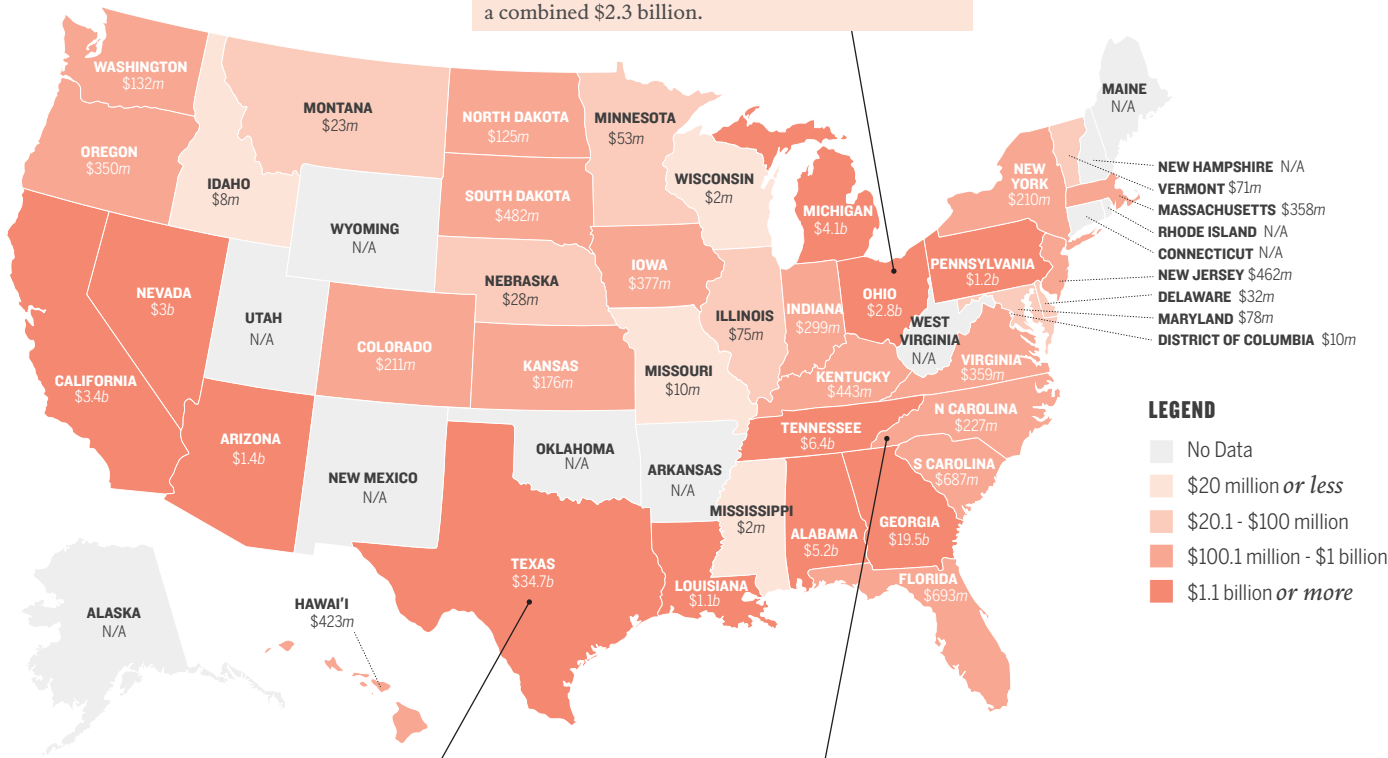 a combined $2.3 billion.
WASHINGTON
$132m
OREGON
$350m
IDAHO
$8m
MONTANA
$23m
WYOMING
N/A
NORTH DAKOTA
$125m
SOUTH DAKOTA
$482m
NEBRASKA
$28m
MINNESOTA
$53m
IOWA
$377m
WISCONSIN
$2m
MICHIGAN
$4.1b
ILLINOIS
$75m
INDIANA
$299m
OHIO
$2.8b
PENNSYLVANIA
$1.2b
NEW
YORK
$210m
MAINE
N/A
NEW HAMPSHIRE N/A
VERMONT $71m
MASSACHUSETTS $358m
RHODE ISLAND N/A
CONNECTICUT N/A
NEW JERSEY $462m
DELAWARE $32m
MARYLAND $78m
DISTRICT OF COLUMBIA $10m
WEST
VIRGINIA
N/A
VIRGINIA
$359m
KENTUCKY
$443m
NEVADA
$3b
UTAH
N/A
COLORADO
$211m
KANSAS
$176m
MISSOURI
$10m
CALIFORNIA
$3.4b
ARIZONA
$1.4b
NEW MEXICO
N/A
OKLAHOMA
N/A
ARKANSAS
N/A
TENNESSEE
$6.4b
N CAROLINA
$227m
S CAROLINA
$687m
MISSISSIPPI
$2m
ALABAMA
$5.2b
GEORGIA
$19.5b
FLORIDA
$693m
TEXAS
$34.7b
LOUISIANA
$1.1b
ALASKA
N/A
HAWAI'I
$423m
LEGEND
No Data
$20 million or less
$20.1 - $100 million
$100.1 million - $1 billion
$1.1 billion or more